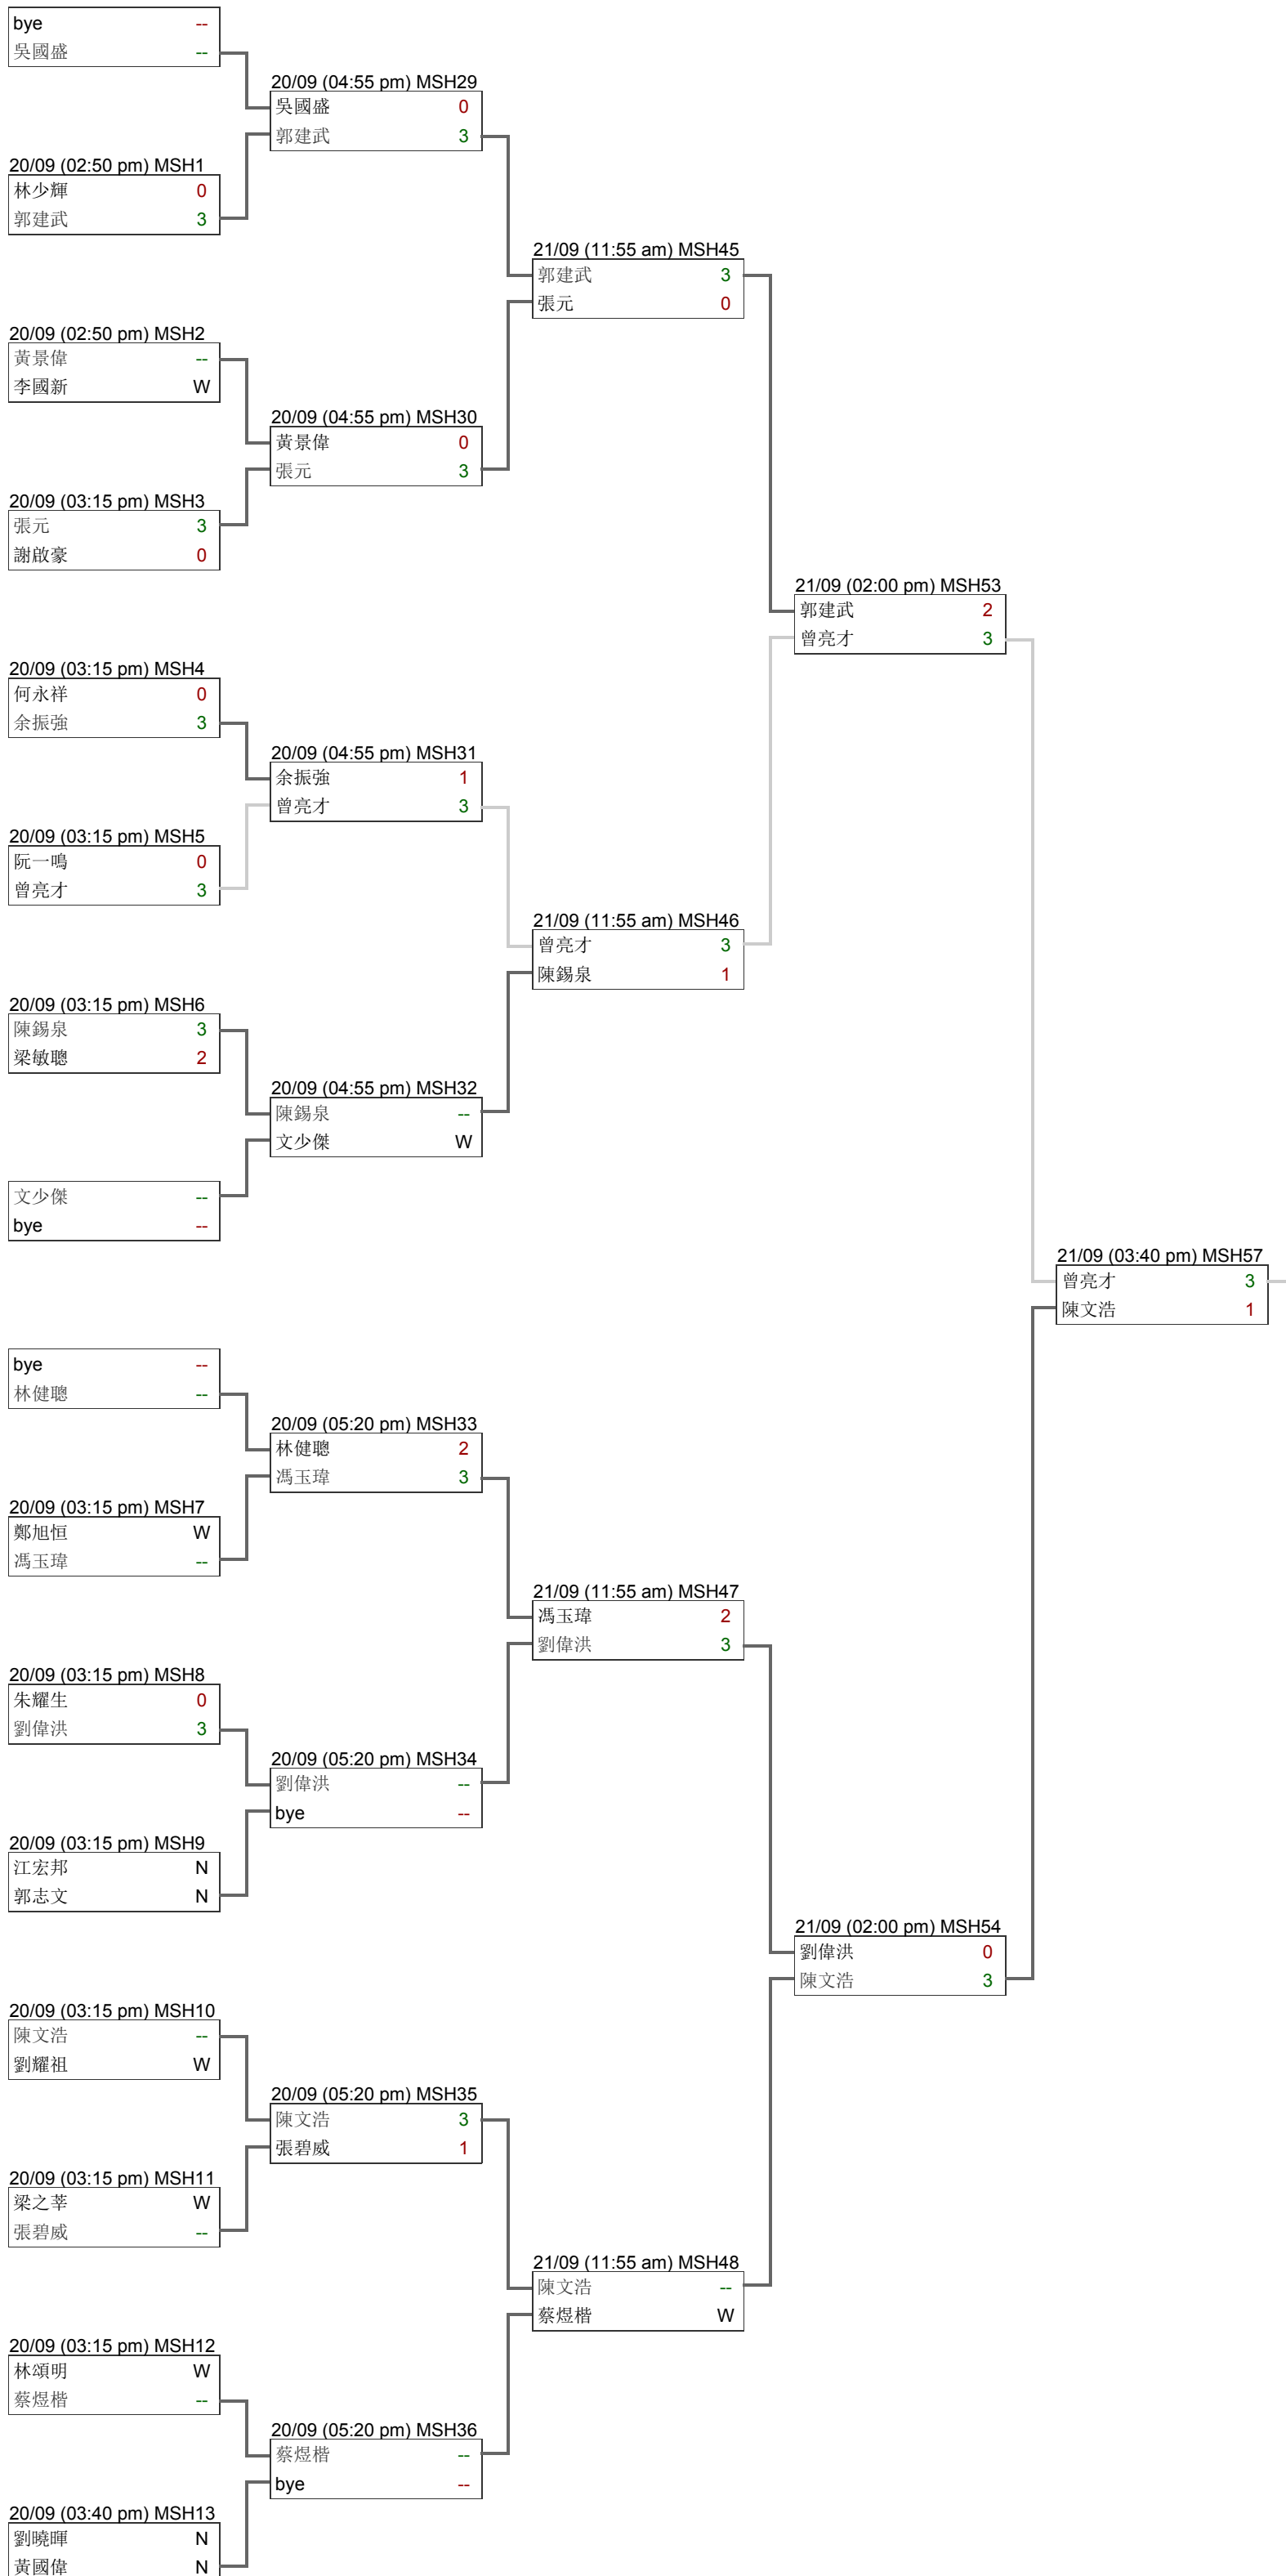 bye --
吳國盛 --
20/09 (04:55 pm) MSH29
吳國盛 0
郭建武 3
20/09 (02:50 pm) MSH1
林少輝 0
郭建武 3
21/09 (11:55 am) MSH45
郭建武 3
張元 0
20/09 (02:50 pm) MSH2
黃景偉 --
李國新 W
20/09 (04:55 pm) MSH30
黃景偉 0
張元 3
20/09 (03:15 pm) MSH3
張元 3
謝啟豪 0
21/09 (02:00 pm) MSH53
郭建武 2
曾亮才 3
20/09 (03:15 pm) MSH4
何永祥 0
余振強 3
20/09 (04:55 pm) MSH31
余振強 1
曾亮才 3
20/09 (03:15 pm) MSH5
阮一鳴 0
曾亮才 3
21/09 (11:55 am) MSH46
曾亮才 3
陳錫泉 1
20/09 (03:15 pm) MSH6
陳錫泉 3
梁敏聰 2
20/09 (04:55 pm) MSH32
陳錫泉 --
文少傑 W
文少傑 --
bye --
21/09 (03:40 pm) MSH57
曾亮才 3
陳文浩 1
bye --
林健聰 --
20/09 (05:20 pm) MSH33
林健聰 2
馮玉瑋 3
20/09 (03:15 pm) MSH7
鄭旭恒 W
馮玉瑋 --
21/09 (11:55 am) MSH47
馮玉瑋 2
劉偉洪 3
20/09 (03:15 pm) MSH8
朱耀生 0
劉偉洪 3
20/09 (05:20 pm) MSH34
劉偉洪 --
bye --
20/09 (03:15 pm) MSH9
江宏邦 N
郭志文 N
21/09 (02:00 pm) MSH54
劉偉洪 0
陳文浩 3
20/09 (03:15 pm) MSH10
陳文浩 --
劉耀祖 W
20/09 (05:20 pm) MSH35
陳文浩 3
張碧威 1
20/09 (03:15 pm) MSH11
梁之莘 W
張碧威 --
21/09 (11:55 am) MSH48
陳文浩 --
蔡煜楷 W
20/09 (03:15 pm) MSH12
林頌明 W
蔡煜楷 --
20/09 (05:20 pm) MSH36
蔡煜楷 --
bye --
20/09 (03:40 pm) MSH13
劉曉暉 N
黃國偉 N